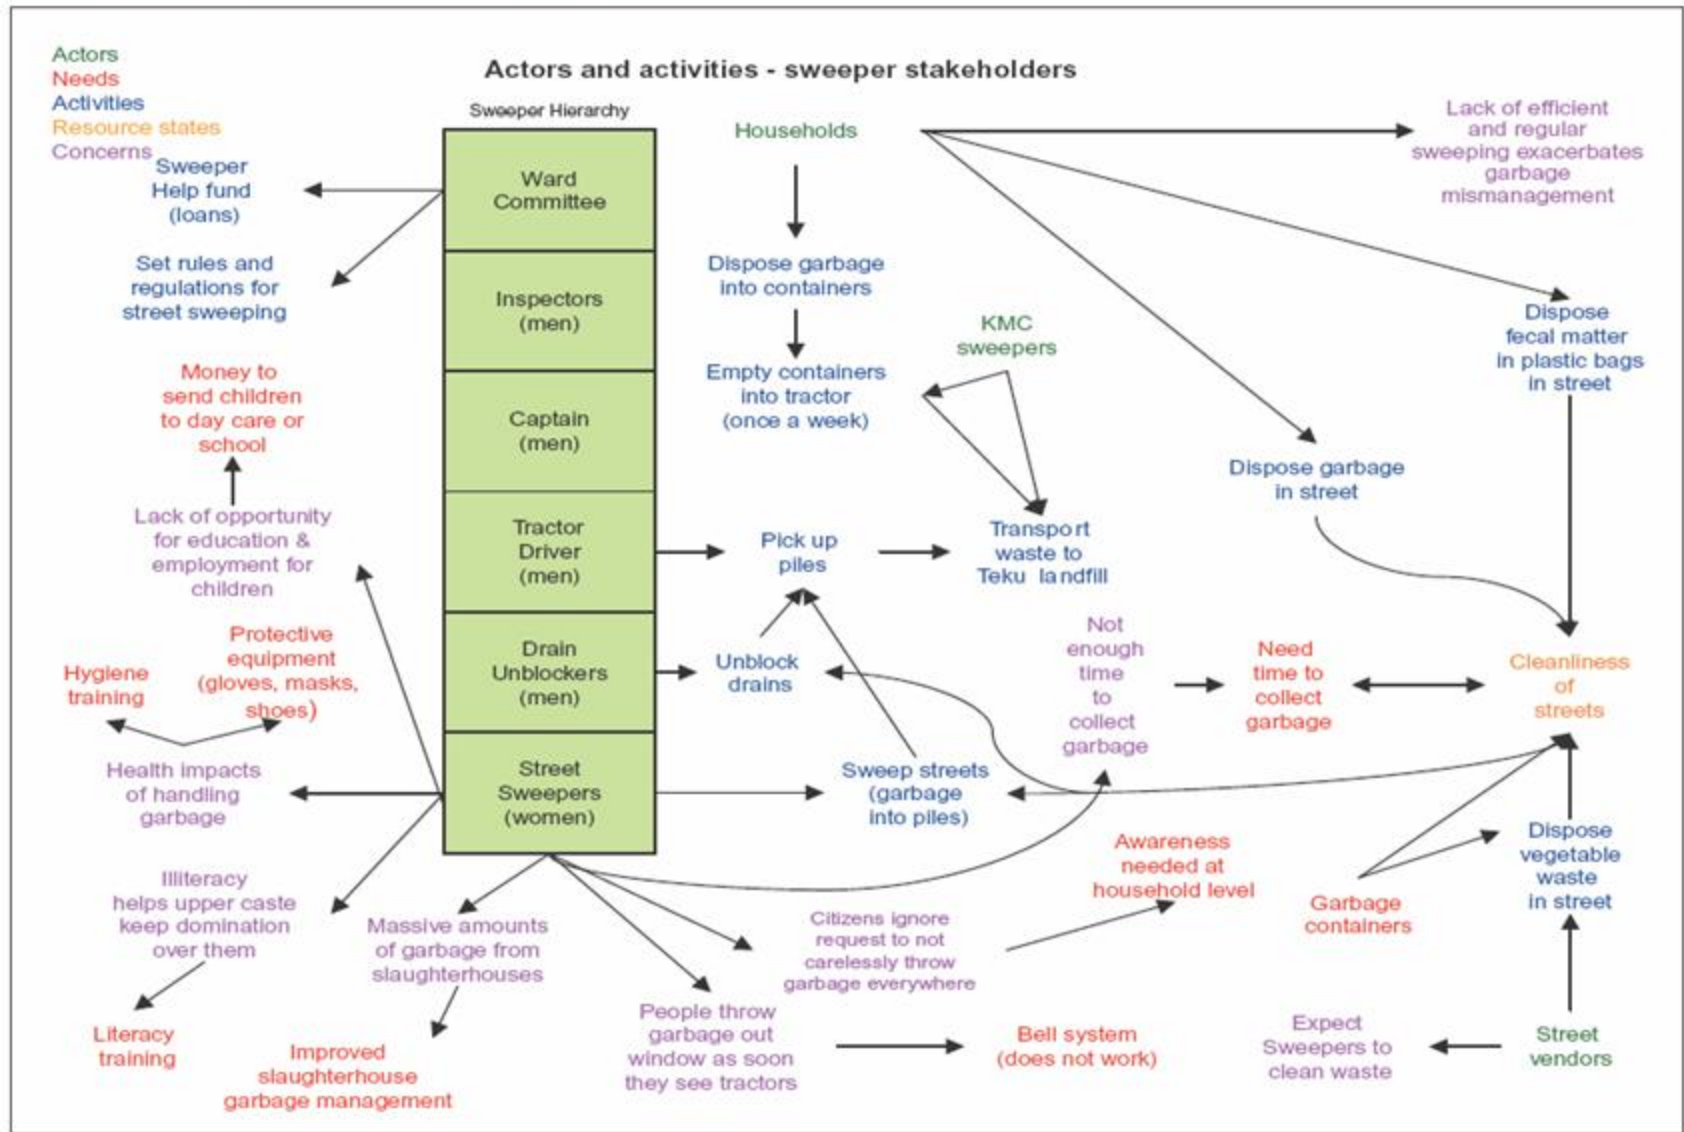 Actors
Needs
Activities
Resource states
Concerns
Actors and activities - sweeper stakeholders
Sweeper Hierarchy
Ward
Committee
Inspectors
(men)
Captain
(men)
Tractor
Driver
(men)
Drain
Unblockers
(men)
Street
Sweepers
(women)
Sweeper
Help fund
(loans)
Set rules and
regulations for
street sweeping
Money to
send children
to day care or
school
Lack of opportunity
for education &
employment for
children
Hygiene
training
Protective
equipment
(gloves, masks,
shoes)
Health impacts
of handling
garbage
Illiteracy
helps upper caste
keep domination
over them
Literacy
training
Massive amounts
of garbage from
slaughterhouses
Improved
slaughterhouse
garbage management
Households
Dispose garbage
into containers
Empty containers
into tractor
(once a week)
KMC
sweepers
Pick up
piles
Transport
waste to
Teku landfill
Unblock
drains
Sweep streets
(garbage
into piles)
Not
enough
time
to
collect
garbage
Need
time to
collect
garbage
Cleanliness
of
streets
Lack of efficient
and regular
sweeping exacerbates
garbage
mismanagement
Dispose
fecal matter
in plastic bags
in street
Dispose garbage
in street
Awareness
needed at
household level
Citizens ignore
request to not
carelessly throw
garbage everywhere
People throw
garbage out
window as soon
they see tractors
Bell system
(does not work)
Garbage
containers
Dispose
vegetable
waste
in street
Expect
Sweepers to
clean waste
Street
vendors